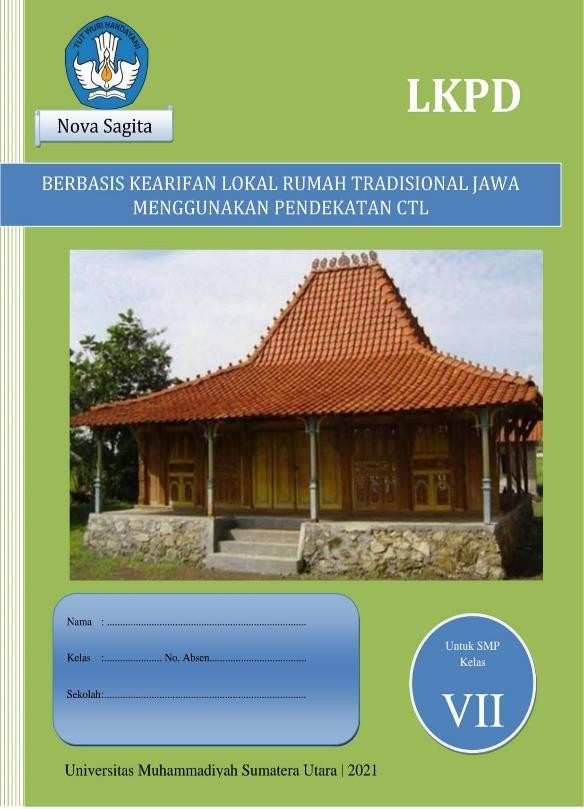 TUT WURI HANDAYANI
LKPD
Nova Sagita
BERBASIS KEARIFAN LOKAL RUMAH TRADISIONAL JAWA
MENGGUNAKAN PENDEKATAN CTL
Nama : ............................................................................
Kelas :...................... No. Absen.....................................
Sekolah:.............................................................................
Untuk SMP
Kelas
VII
Universitas Muhammadiyah Sumatera Utara | 2021